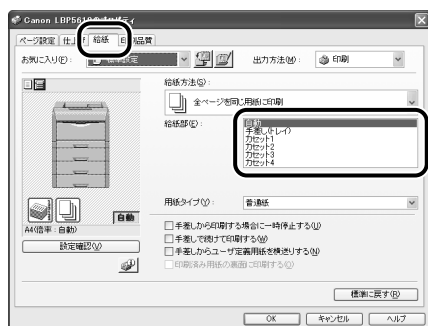 Canon LBP5610のプロパティ
ページ設定 仕上げ 給紙 印刷品質
お気に入り(F): 標準設定 出力方法(M): 印刷
給紙方法(S):
全ページを同じ用紙に印刷
給紙部(E):
自動
手差し(トレイ)
カセット1
カセット2
カセット3
カセット4
自動
用紙タイプ(Y): 普通紙
手差しから印刷する場合に一時停止する(U)
A4(倍率:自動)
手差しで続けて印刷する(W)
設定確認(V)
手差しからユーザ定義用紙を横送りする(N)
印刷済み用紙の裏面に印刷する(O)
標準に戻す(R)
OK キャンセル ヘルプ